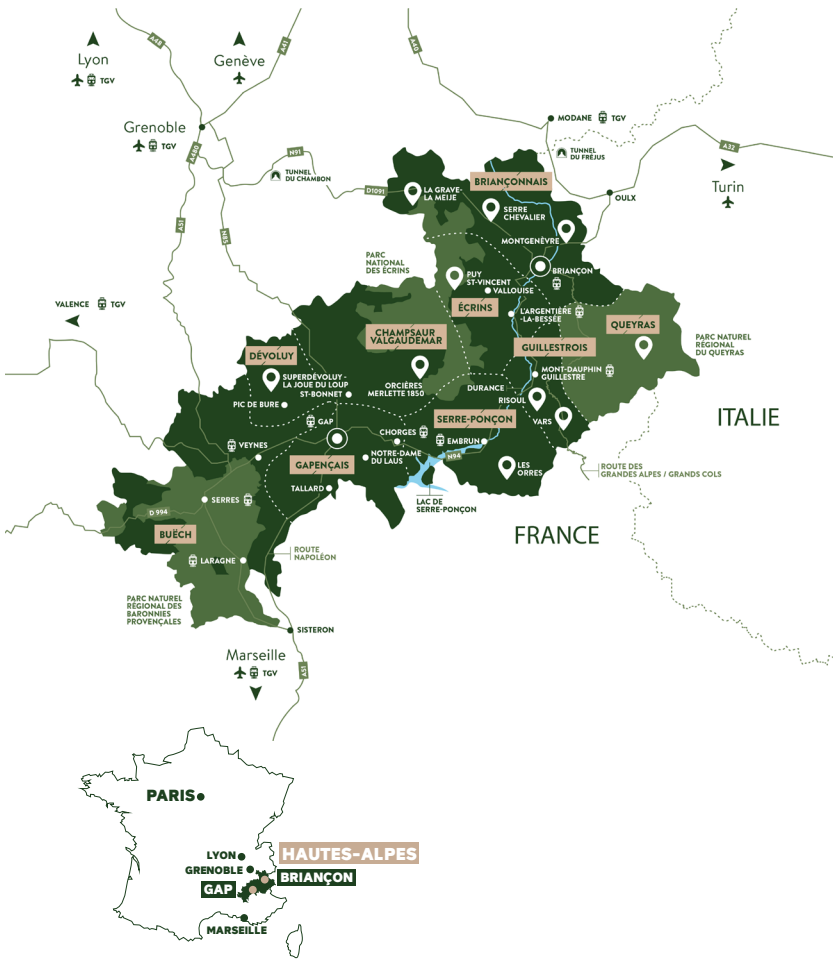 A48
A41
A40
Lyon
TGV
Genève
Grenoble
TGV
A480
N91
TUNNEL
DU CHAMBON
D1091
MODANE
TGV
TUNNEL
DU FRÉJUS
A32
Turin
OULX
BRIANÇONNAIS
LA GRAVE-
LA MEIJE
SERRE
CHEVALIER
MONTGENÈVRE
A51
N85
PARC
NATIONAL
DES ÉCRINS
BRIANÇON
PUY
ST-VINCENT
VALLOUISE
ÉCRINS
VALENCE
TGV
L'ARGENTIÈRE
-LA-BESSÉE
QUEYRAS
PARC NATUREL
RÉGIONAL
DU QUEYRAS
CHAMPSAUR
VALGAUDEMAR
GUILLESTROIS
DÉVOLUY
SUPERDÉVOLUY -
LA JOUE DU LOUP
ST-BONNET
ORCIÈRES
MERLETTE 1850
MONT-DAUPHIN
GUILLESTRE
DURANCE
RISOUL
PIC DE BURE
VARS
GAP
SERRE-PONÇON
CHORGES
EMBRUN
VEYNES
NOTRE-DAME
DU LAUS
N94
GAPENÇAIS
LES
ORRES
ROUTE DES
GRANDES ALPES / GRANDS COLS
ITALIE
TALLARD
SERRES
LAC DE
SERRE-PONÇON
D 994
BUËCH
FRANCE
ROUTE
NAPOLÉON
LARAGNE
PARC NATUREL
RÉGIONAL DES
BARONNIES
PROVENÇALES
SISTERON
Marseille
TGV
A51
PARIS
LYON
HAUTES-ALPES
GRENOBLE
BRIANÇON
GAP
MARSEILLE